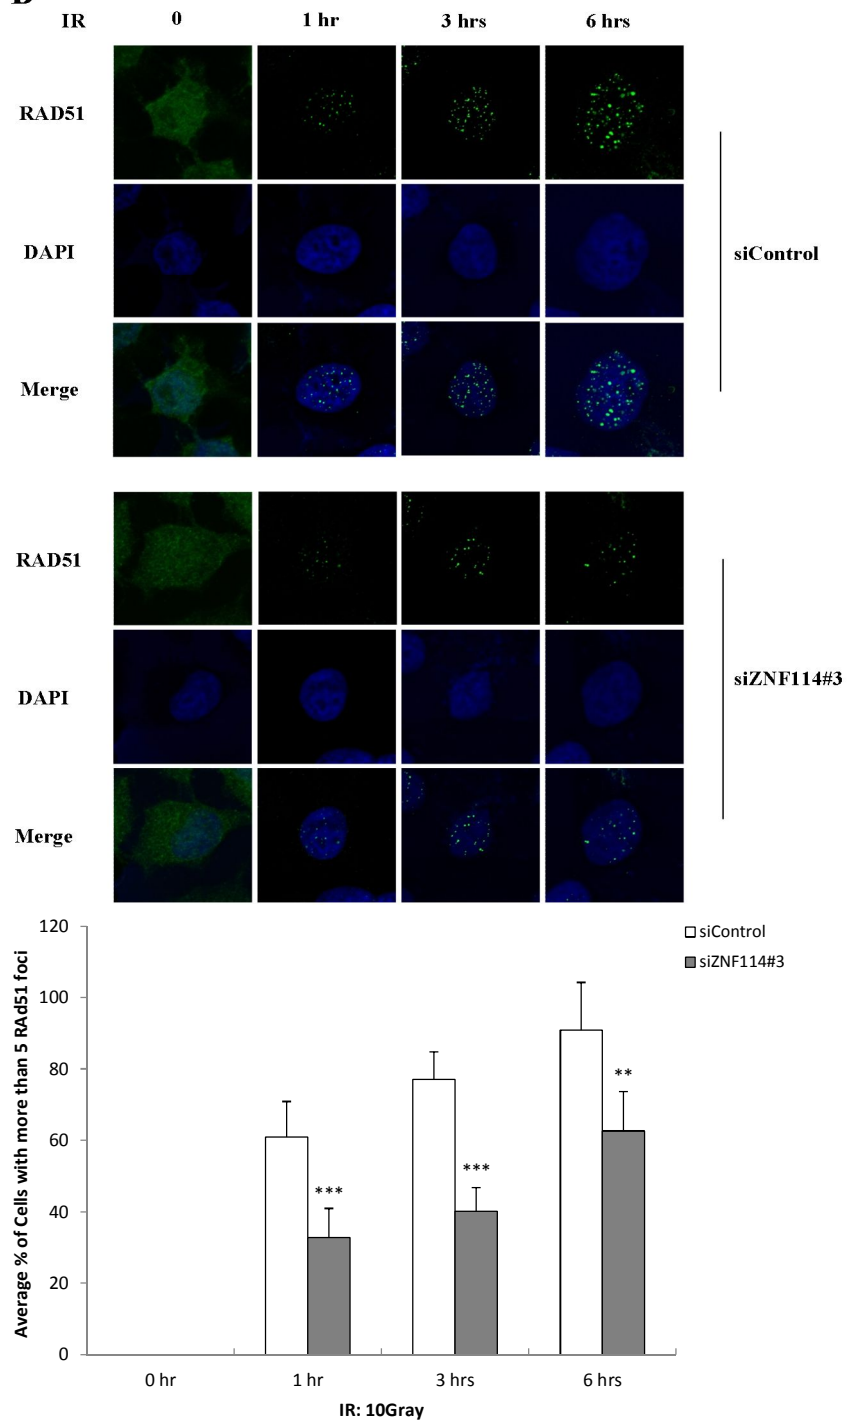 IR 0 1 hr 3 hrs 6 hrs
RAD51
DAPI
siControl
Merge
RAD51
DAPI
siZNF114#3
Merge
Average % of Cells with more than 5 RAd51 foci
120
100
80
60
40
20
0
siControl
siZNF114#3
***
***
**
0 hr 1 hr 3 hrs 6 hrs
IR: 10Gray